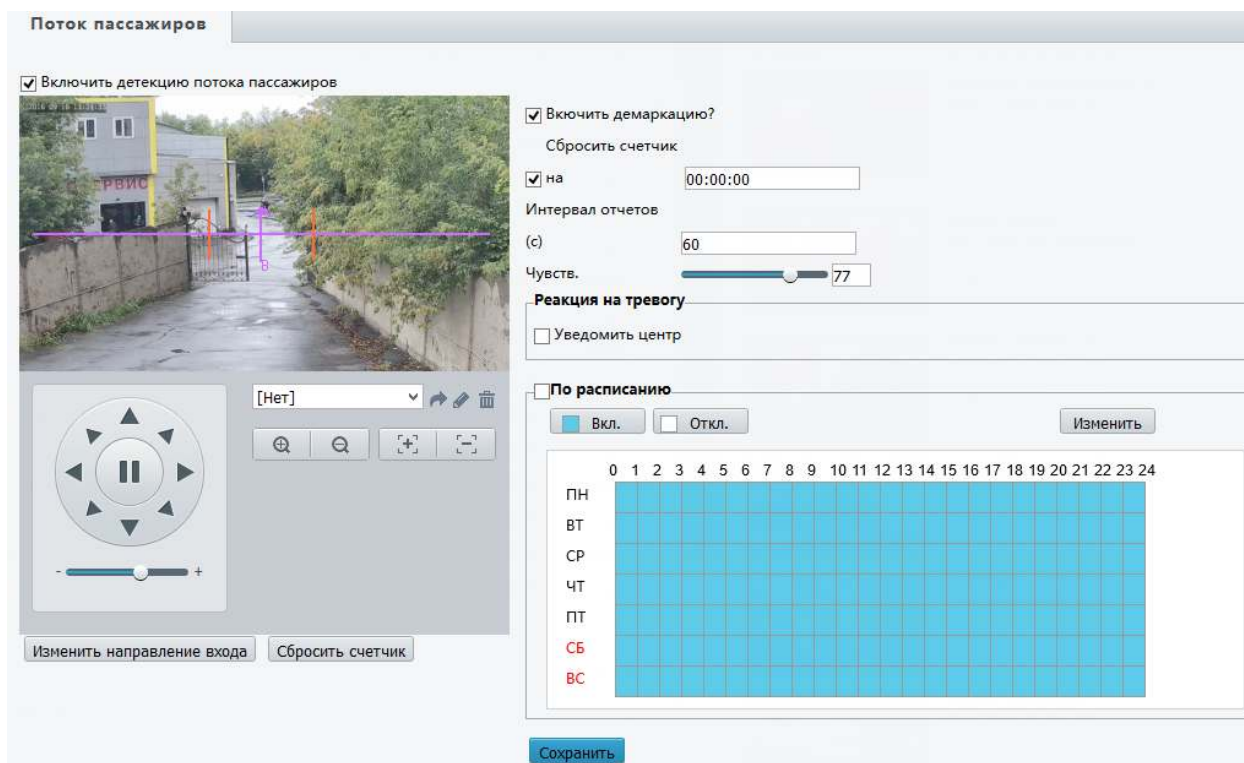 Поток пассажиров
Включить детекцию потока пассажиров
РВИС
B
Вкючить демаркацию?
Сбросить счетчик
на 00:00:00
Интервал отчетов
(с) 60
Чувств. 77
Реакция на тревогу
Уведомить центр
[Нет]
- +
Изменить направление входа Сбросить счетчик
По расписанию
Вкл. Откл. Изменить
0 1 2 3 4 5 6 7 8 9 10 11 12 13 14 15 16 17 18 19 20 21 22 23 24
ПН
ВТ
СР
ЧТ
ПТ
СБ
ВС
Сохранить